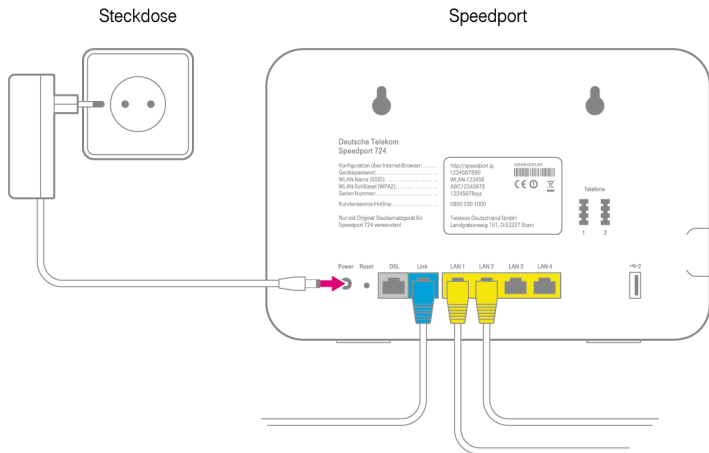 Steckdose
Speedport
Deutsche Telekom
Speedport 724
Konfiguration über Internet-Browser: . . . . . . http://speedport.ip
Gerätepasswort: . . . . . . . . . . . . . . . . . . . . . . 1234567890
WLAN-Name (SSID): . . . . . . . . . . . . . . . . . . . WLAN-123456
WLAN-Schlüssel (WPA2): . . . . . . . . . . . . . . . ABC12345678
Serien-Nummer: . . . . . . . . . . . . . . . . . . . . . . 12345678xyz
Kundenservice-Hotline: . . . . . . . . . . . . . . . . 0800 330 1000
Nur mit Original Steckernetzgerät für Telekom Deutschland GmbH
Speedport 724 verwenden! Landgrabenweg 151, D-53227 Bonn
CE
Telefone
1 2
Power Reset DSL Link LAN 1 LAN 2 LAN 3 LAN 4 2